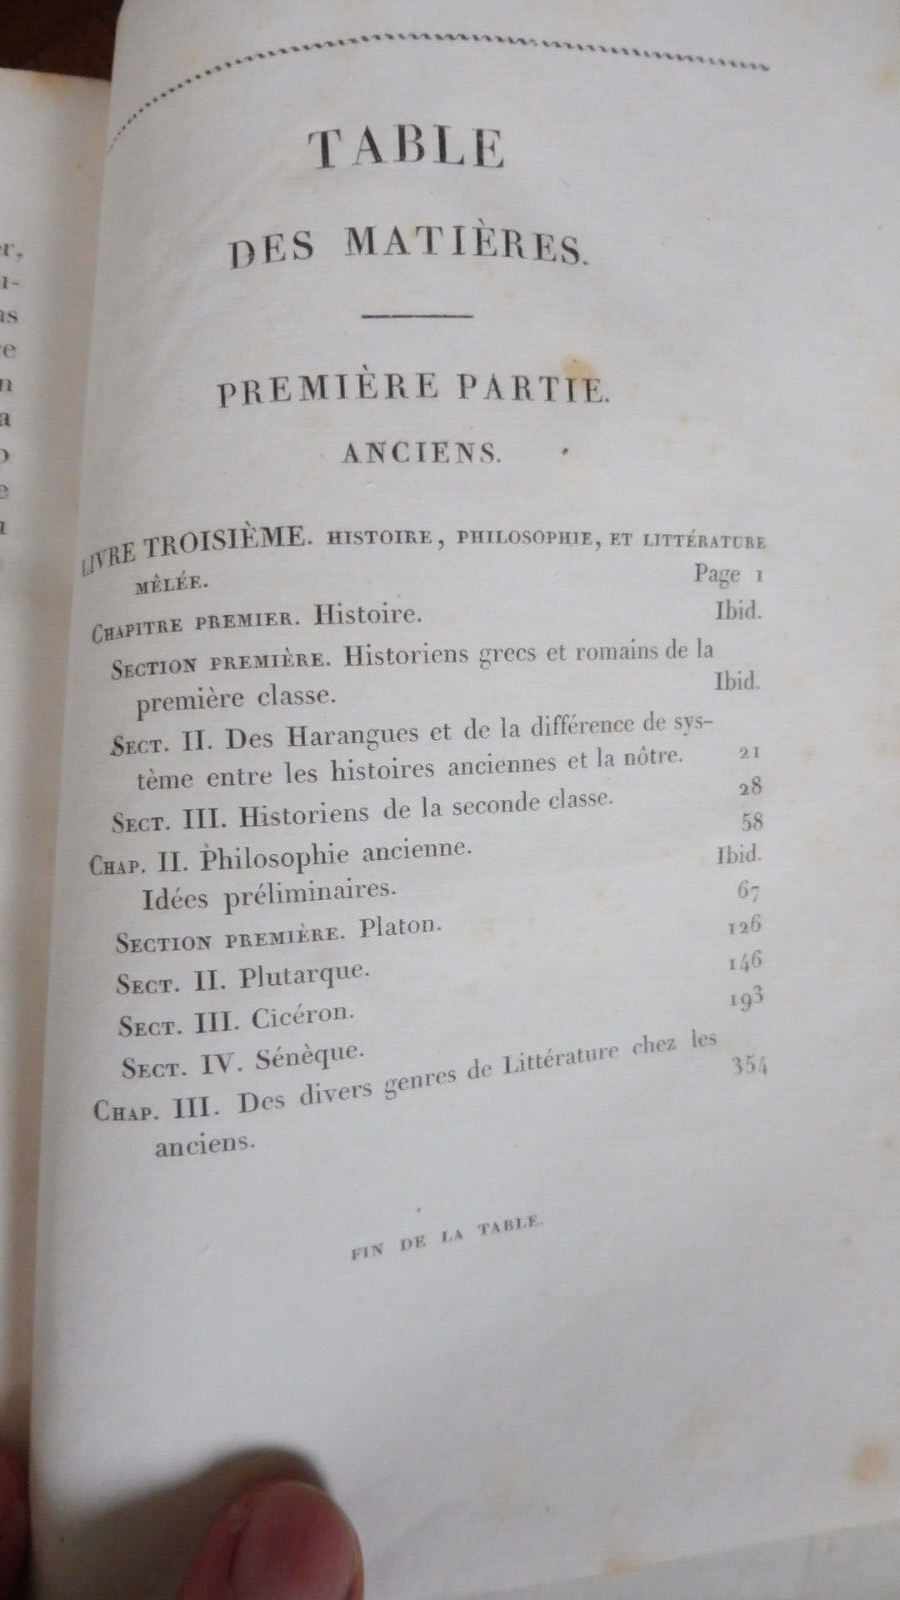 TABLE
DES MATIÈRES.
PREMIÈRE PARTIE.
ANCIENS.
LIVRE TROISIÈME. HISTOIRE, PHILOSOPHIE, ET LITTÉRATURE
MÊLÉE. Page 1
CHAPITRE PREMIER. Histoire. Ibid.
SECTION PREMIÈRE. Historiens grecs et romains de la
première classe. Ibid.
SECT. II. Des Harangues et de la différence de sys-
tème entre les histoires anciennes et la nôtre. 21
SECT. III. Historiens de la seconde classe. 28
CHAP. II. Philosophie ancienne. 58
Idées préliminaires. Ibid.
SECTION PREMIÈRE. Platon. 67
SECT. II. Plutarque. 126
SECT. III. Cicéron. 146
SECT. IV. Sénèque. 193
CHAP. III. Des divers genres de Littérature chez les
anciens. 354
FIN DE LA TABLE.